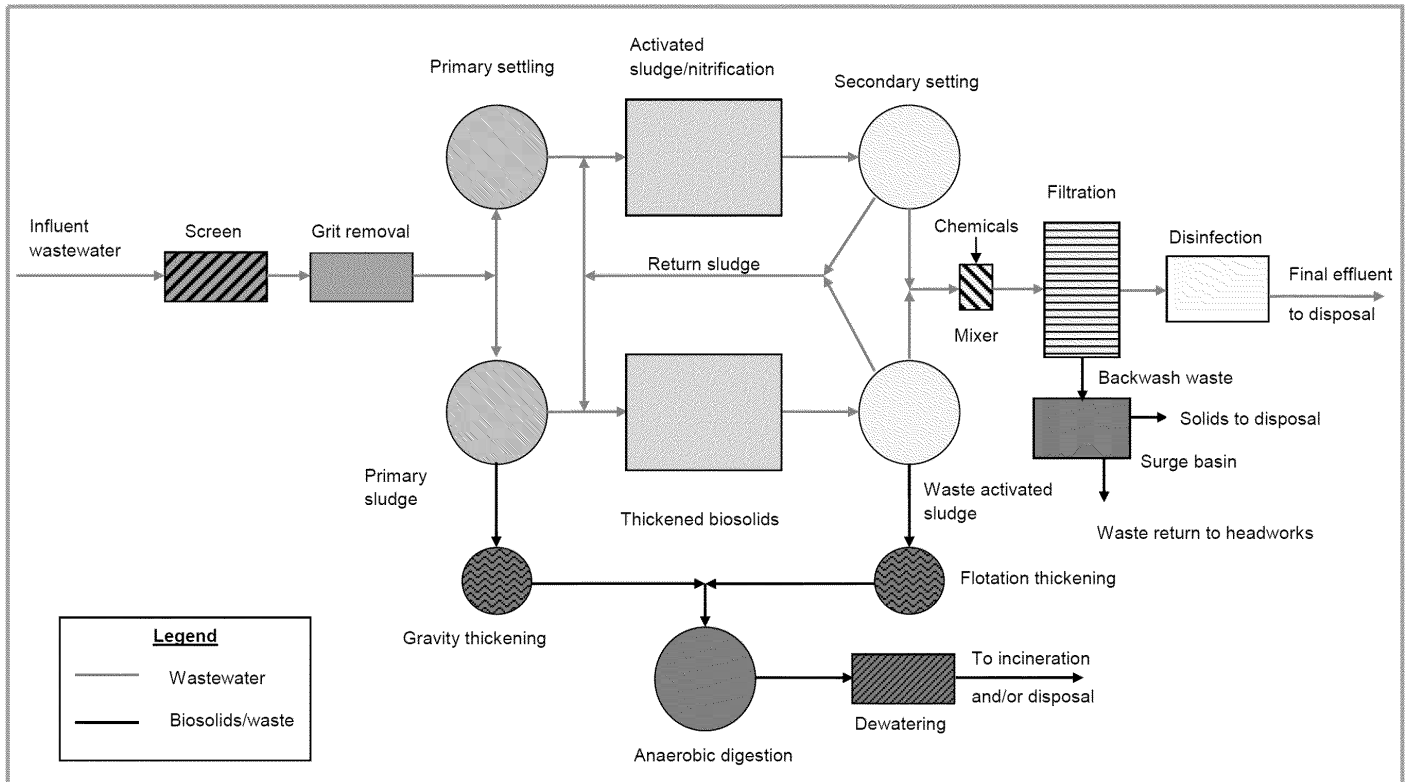 Activated
sludge/nitrification
Primary settling
Secondary setting
Influent
wastewater
Screen
Grit removal
Return sludge
Chemicals
Mixer
Filtration
Disinfection
Final effluent
to disposal
Backwash waste
Solids to disposal
Surge basin
Waste return to headworks
Primary
sludge
Thickened biosolids
Waste activated
sludge
Flotation thickening
Gravity thickening
Anaerobic digestion
Dewatering
To incineration
and/or disposal
Legend
Wastewater
Biosolids/waste